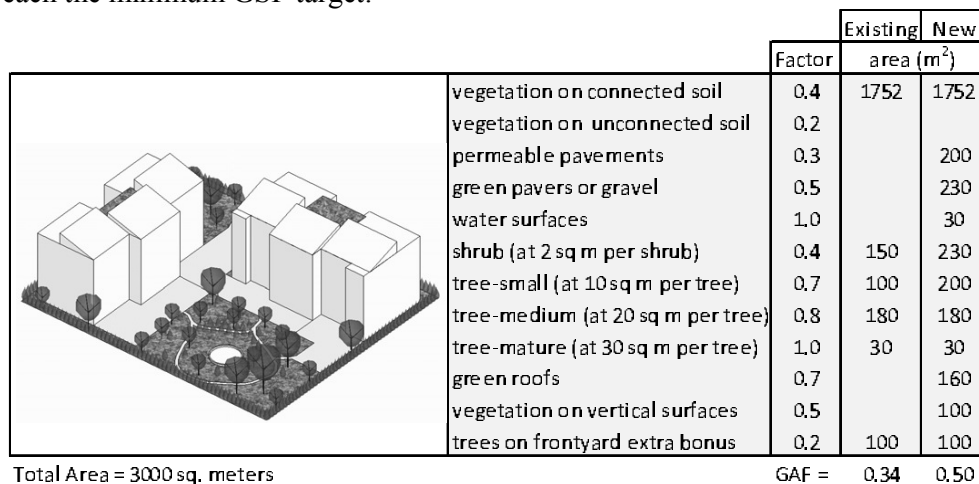 each the minimum GSF target.
Existing New
Factor area (m²)
vegetation on connected soil 0.4 1752 1752
vegetation on unconnected soil 0.2
permeable pavements 0.3 200
green pavers or gravel 0.5 230
water surfaces 1.0 30
shrub (at 2 sq m per shrub) 0.4 150 230
tree-small (at 10 sq m per tree) 0.7 100 200
tree-medium (at 20 sq m per tree) 0.8 180 180
tree-mature (at 30 sq m per tree) 1.0 30 30
green roofs 0.7 160
vegetation on vertical surfaces 0.5 100
trees on frontyard extra bonus 0.2 100 100
Total Area = 3000 sq. meters GAF = 0.34 0.50